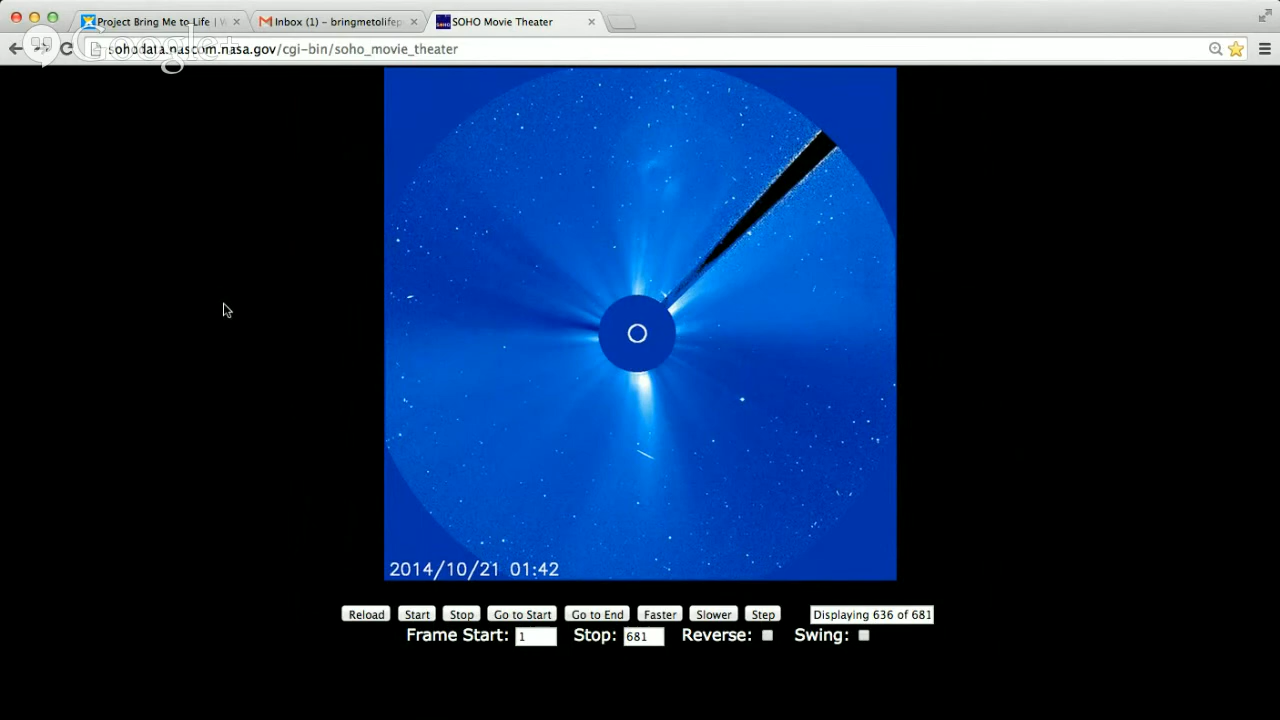 Project Bring Me to Life | W
Inbox (1) – bringmetolifep
SOHO Movie Theater
Google+
sohodata.nascom.nasa.gov/cgi-bin/soho_movie_theater
2014/10/21 01:42
Reload Start Stop Go to Start Go to End Faster Slower Step Displaying 636 of 681
Frame Start: 1 Stop: 681 Reverse: Swing: